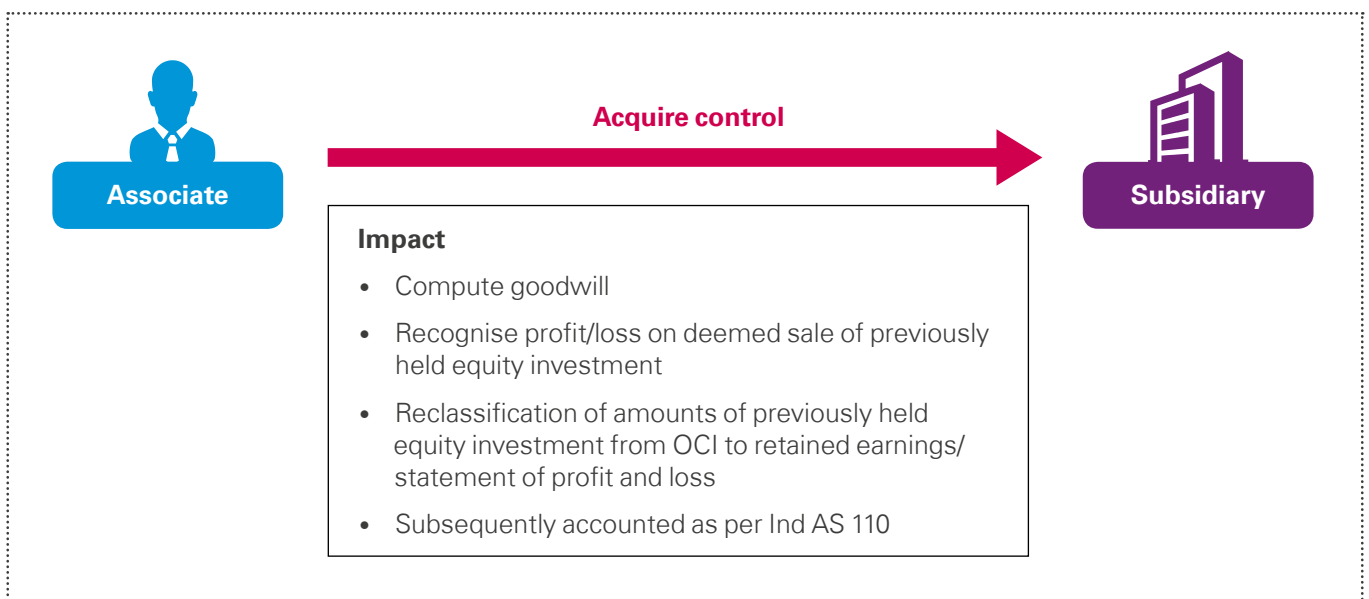 Acquire control
Associate
Subsidiary
Impact
• Compute goodwill
• Recognise profit/loss on deemed sale of previously
held equity investment
• Reclassification of amounts of previously held
equity investment from OCI to retained earnings/
statement of profit and loss
• Subsequently accounted as per Ind AS 110